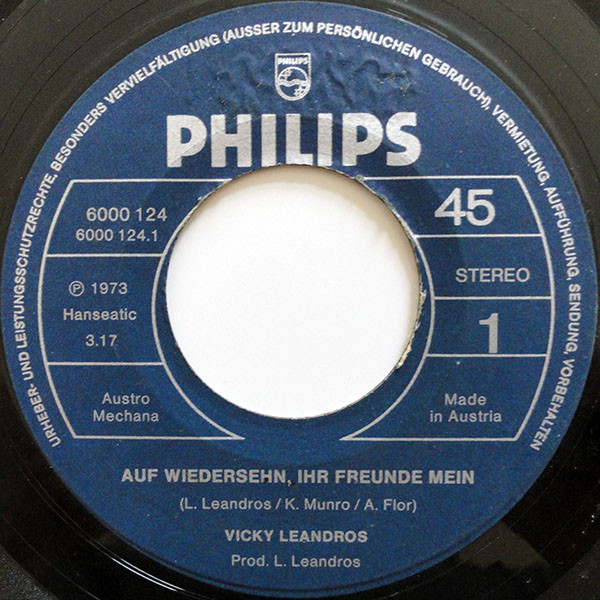 URHEBER- UND LEISTUNGSSCHUTZRECHTE, BESONDERS VERVIELFÄLTIGUNG (AUSSER ZUM PERSÖNLICHEN GEBRAUCH), VERMIETUNG, AUFFÜHRUNG, SENDUNG, VORBEHALTEN
PHILIPS
PHILIPS
6000 124
6000 124.1
45
STEREO
℗ 1973
Hanseatic
3.17
1
Austro
Mechana
Made
in Austria
AUF WIEDERSEHN, IHR FREUNDE MEIN
(L. Leandros / K. Munro / A. Flor)
VICKY LEANDROS
Prod. L. Leandros